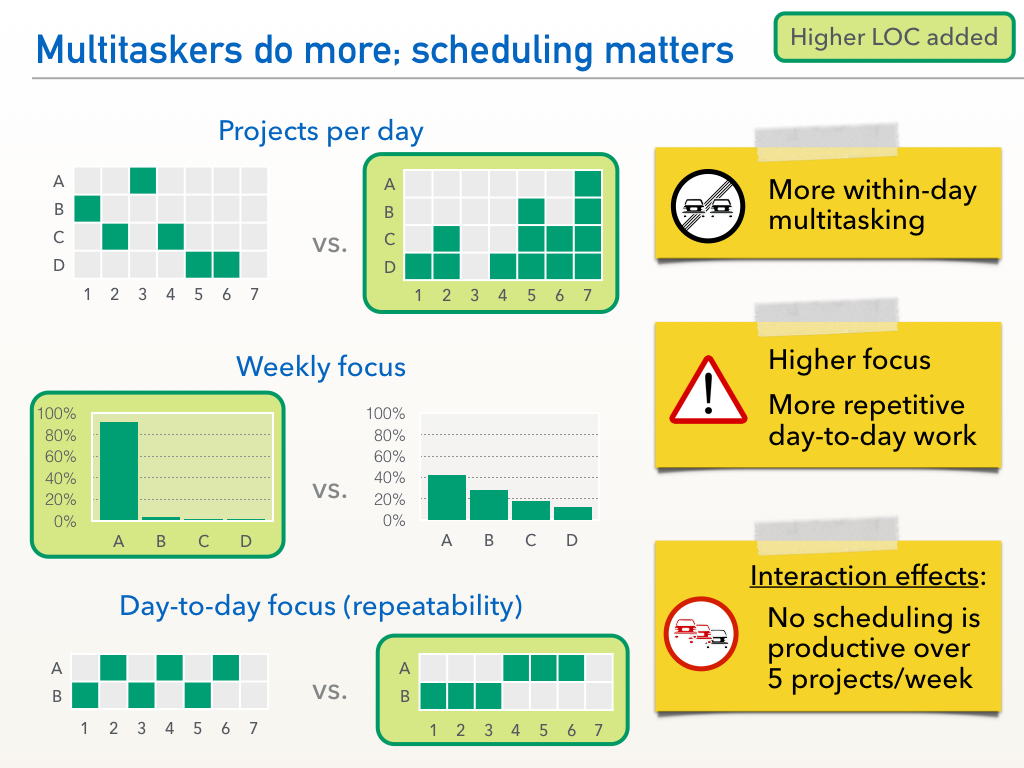 Multitaskers do more; scheduling matters
Higher LOC added
Projects per day
A
B
C
D
1 2 3 4 5 6 7
vs.
A
B
C
D
1 2 3 4 5 6 7
More within-day
multitasking
Weekly focus
100%
80%
60%
40%
20%
0%
A B C D
vs.
100%
80%
60%
40%
20%
0%
A B C D
Higher focus
More repetitive
day-to-day work
Day-to-day focus (repeatability)
A
B
1 2 3 4 5 6 7
vs.
A
B
1 2 3 4 5 6 7
Interaction effects:
No scheduling is
productive over
5 projects/week